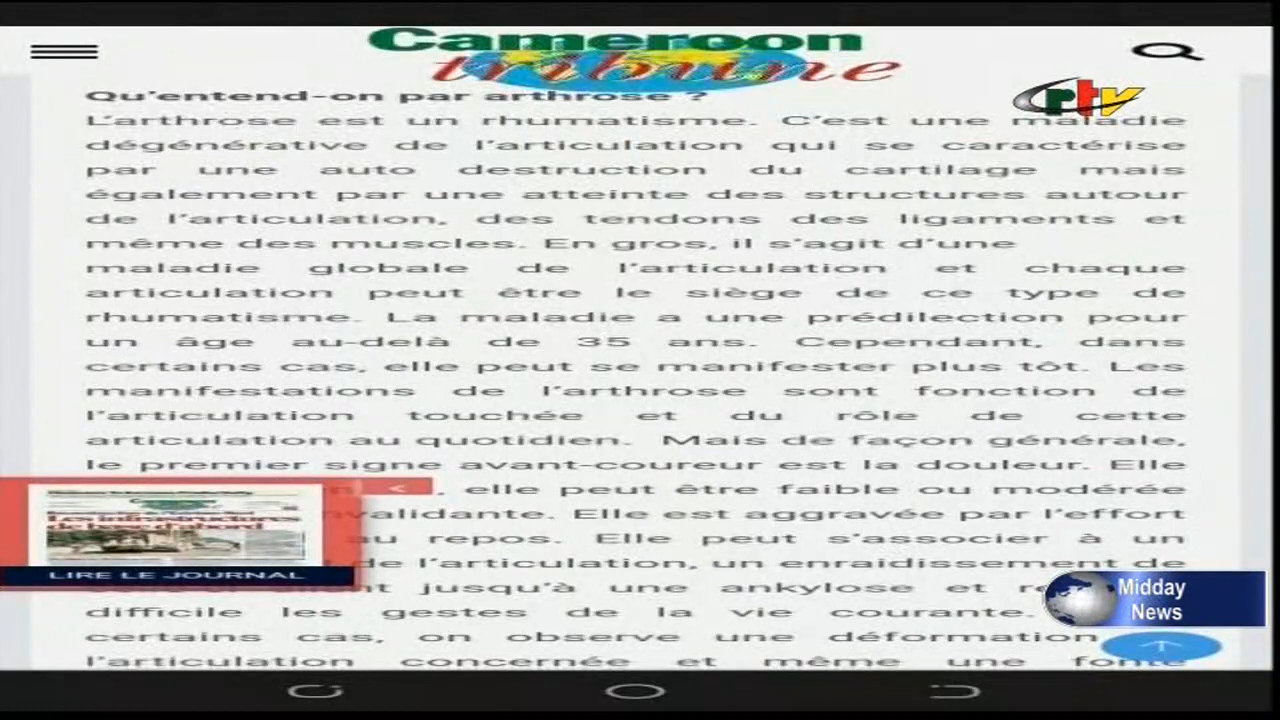 Cameroon
tribune
crtv
Qu'entend-on par arthrose ?
L'arthrose est un rhumatisme. C'est une maladie
dégénérative de l'articulation qui se caractérise
par une auto destruction du cartilage mais
également par une atteinte des structures autour
de l'articulation, des tendons des ligaments et
même des muscles. En gros, il s'agit d'une
maladie globale de l'articulation et chaque
articulation peut être le siège de ce type de
rhumatisme. La maladie a une prédilection pour
un âge au-delà de 35 ans. Cependant, dans
certains cas, elle peut se manifester plus tôt. Les
manifestations de l'arthrose sont fonction de
l'articulation touchée et du rôle de cette
articulation au quotidien. Mais de façon générale,
le premier signe avant-coureur est la douleur. Elle
<
, elle peut être faible ou modérée
validante. Elle est aggravée par l'effort
au repos. Elle peut s'associer à un
de l'articulation, un enraidissement de
LIRE LE JOURNAL
jusqu'à une ankylose et
difficile les gestes de la vie courante.
certains cas, on observe une déformation
l'articulation concernée et même une fonte
Midday
News